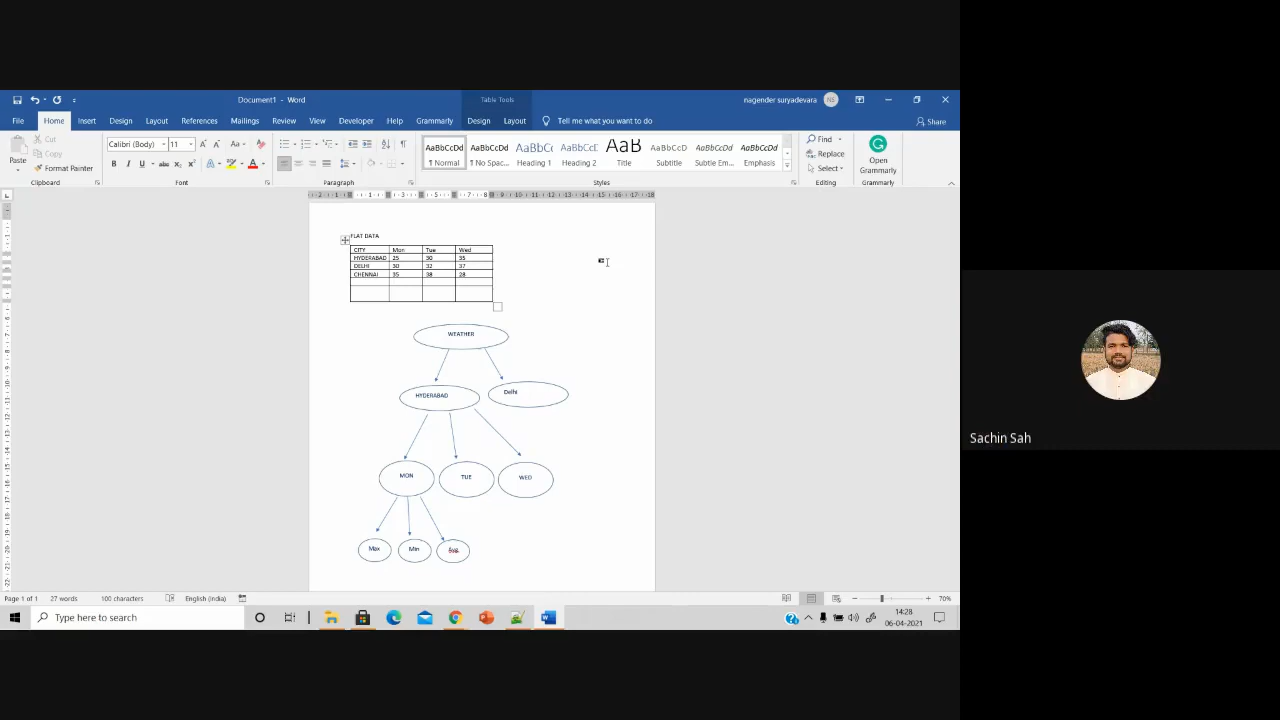 Document1 - Word
Table Tools
nagender suryadevara
NS
File Home Insert Design Layout References Mailings Review View Developer Help Grammarly Design Layout Tell me what you want to do Share
Paste
Cut
Copy
Format Painter
Clipboard
Calibri (Body) 11
Font
Paragraph
AaBbCcDd AaBbCcDd AaBbCc AaBbCcE AaB AaBbCcD AaBbCcDd AaBbCcDd
¶ Normal ¶ No Spac... Heading 1 Heading 2 Title Subtitle Subtle Em... Emphasis
Styles
Find
Replace
Select
Editing
Open
Grammarly
Grammarly
FLAT DATA
CITY Mon Tue Wed
HYDERABAD 25 30 35
DELHI 30 32 37
CHENNAI 35 38 28
WEATHER
HYDERABAD
Delhi
MON TUE WED
Max Min
Sachin Sah
Page 1 of 1 27 words 100 characters English (India) 70%
Type here to search
14:28
06-04-2021